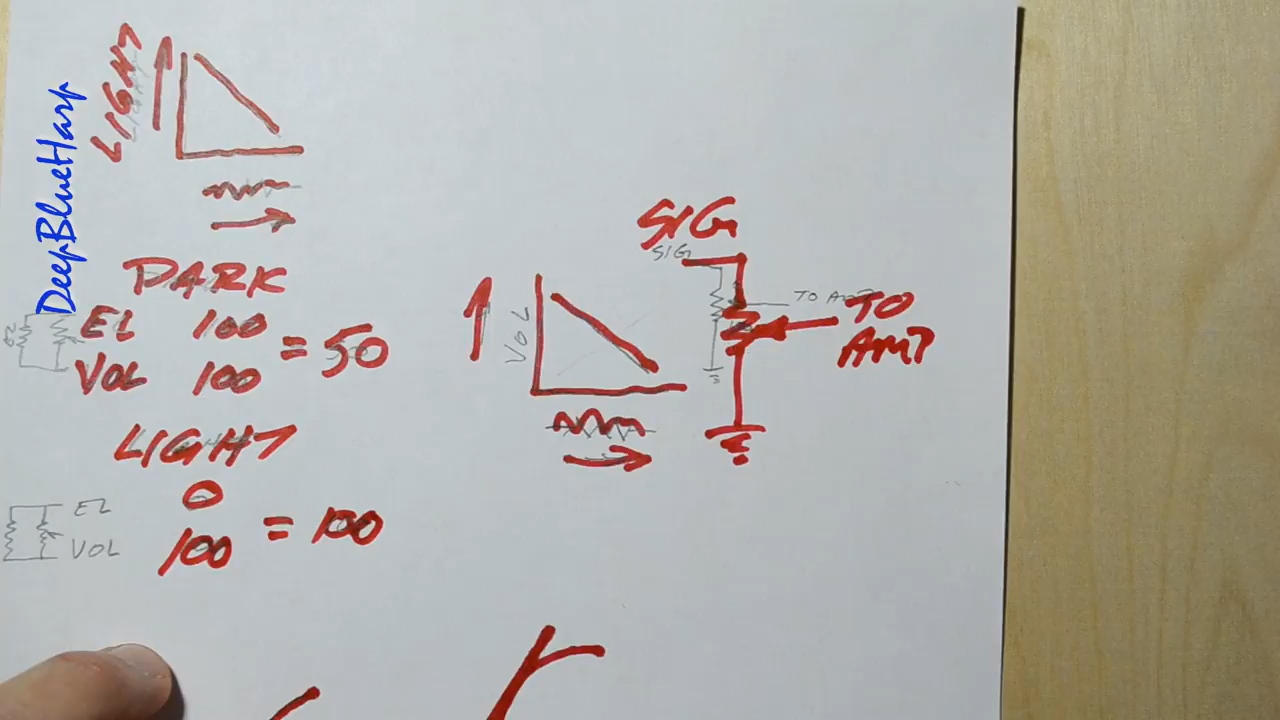 DeepBlueHarp
LIGHT
DARK
EL 100
VOL 100
= 50
LIGHT
EL 0
VOL 100
= 100
SIG
SIG
VOL
TO AMP
TO
AMP